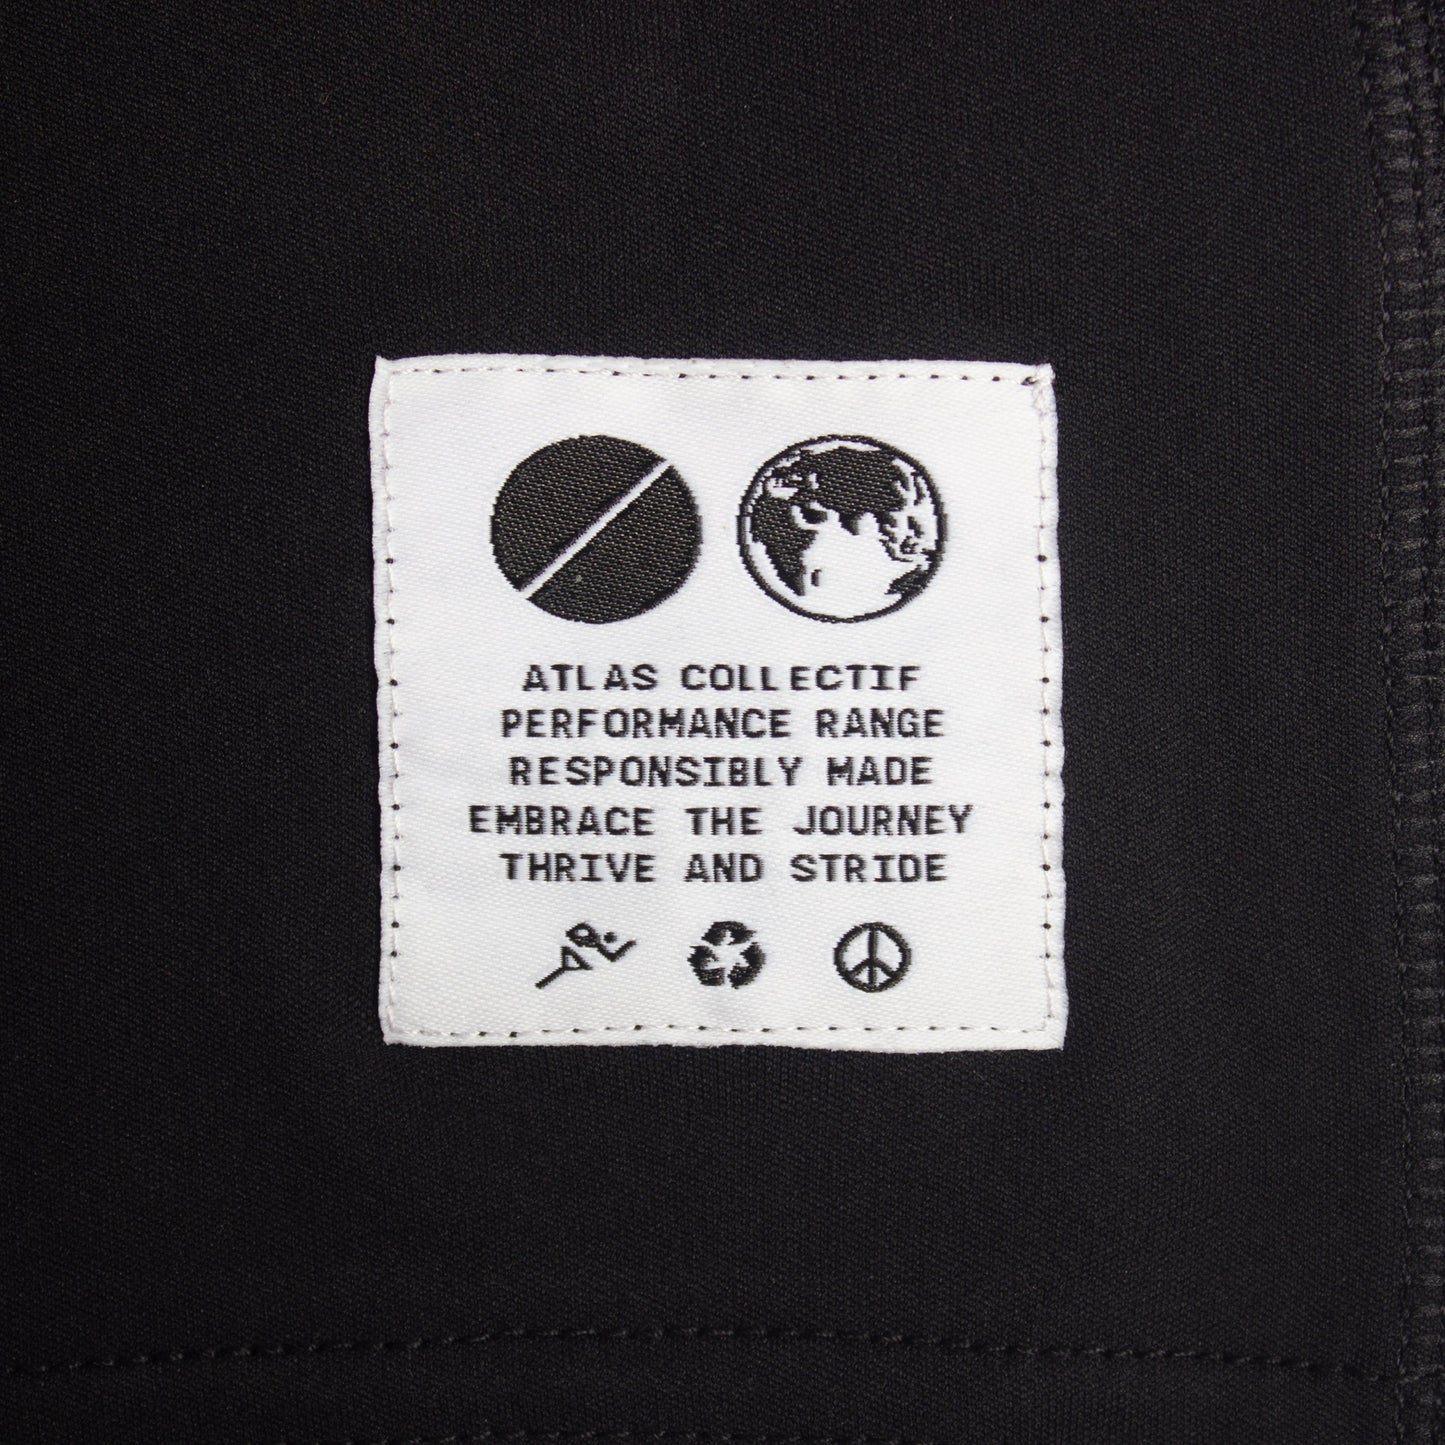 ATLAS COLLECTIF
PERFORMANCE RANGE
RESPONSIBLY MADE
EMBRACE THE JOURNEY
THRIVE AND STRIDE